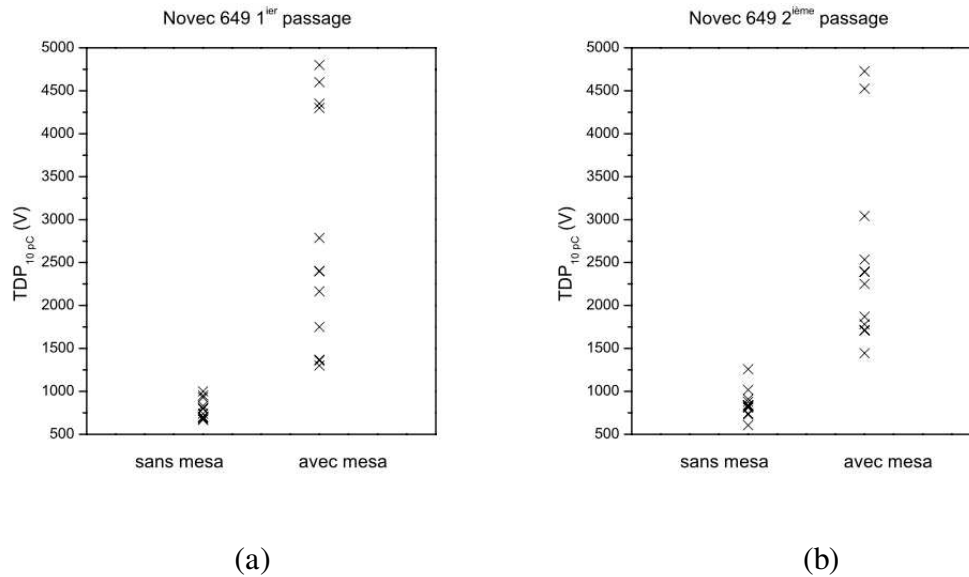 Novec 649 1ier passage
TDP10 pC (V)
5000
4500
4000
3500
3000
2500
2000
1500
1000
500
sans mesa avec mesa
(a)
Novec 649 2ième passage
TDP10 pC (V)
5000
4500
4000
3500
3000
2500
2000
1500
1000
500
sans mesa avec mesa
(b)